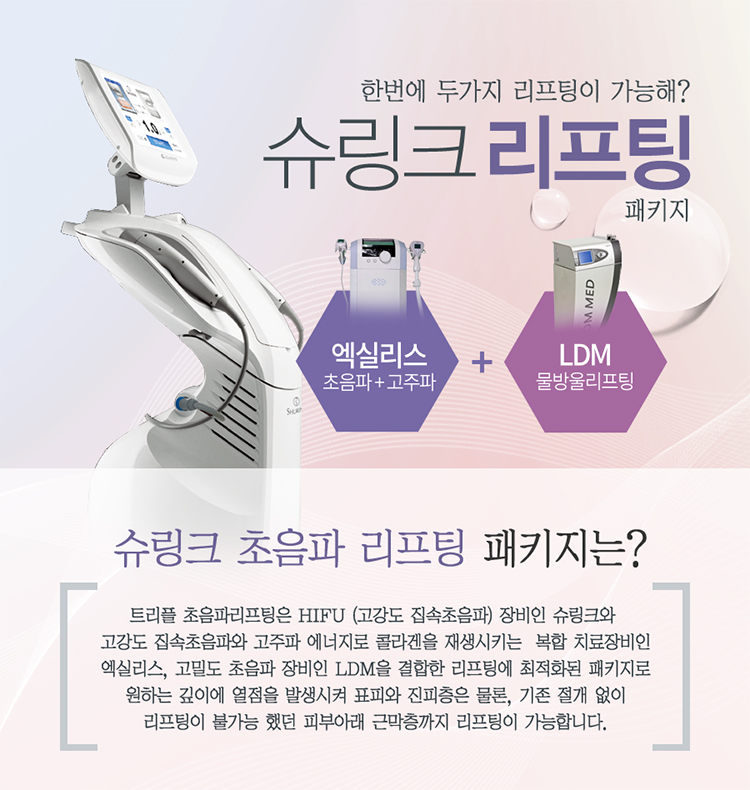 한번에 두가지 리프팅이 가능해?
슈링크 리프팅
패키지
1.0
DM MED
엑실리스
초음파 + 고주파
+
LDM
물방울리프팅
슈링크 초음파 리프팅 패키지는?
트리플 초음파리프팅은 HIFU (고강도 집속초음파) 장비인 슈링크와
고강도 집속초음파와 고주파 에너지로 콜라겐을 재생시키는 복합 치료장비인
엑실리스, 고밀도 초음파 장비인 LDM을 결합한 리프팅에 최적화된 패키지로
원하는 깊이에 열점을 발생시켜 표피와 진피층은 물론, 기존 절개 없이
리프팅이 불가능 했던 피부아래 근막층까지 리프팅이 가능합니다.